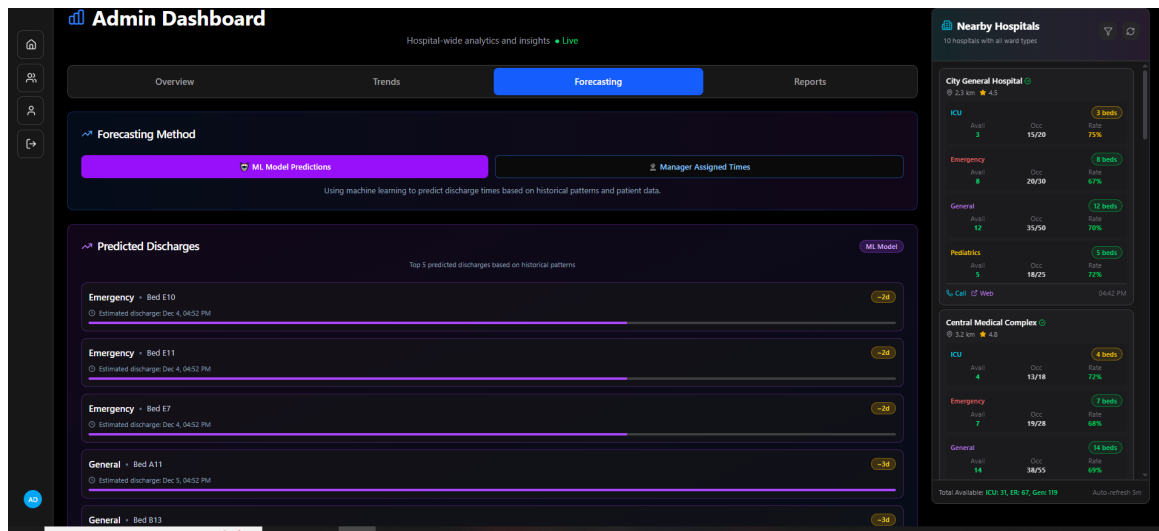 Admin Dashboard
Hospital-wide analytics and insights • Live
Overview Trends Forecasting Reports
Forecasting Method
ML Model Predictions
Manager Assigned Times
Using machine learning to predict discharge times based on historical patterns and patient data.
Predicted Discharges
ML Model
Top 5 predicted discharges based on historical patterns
Emergency • Bed E10
~2d
Estimated discharge: Dec 4, 04:52 PM
Emergency • Bed E11
~2d
Estimated discharge: Dec 4, 04:52 PM
Emergency • Bed E7
~2d
Estimated discharge: Dec 4, 04:52 PM
General • Bed A11
~3d
Estimated discharge: Dec 5, 04:52 PM
General • Bed B13
~3d
AD
Nearby Hospitals
10 hospitals with all ward types
City General Hospital
2.3 km 4.5
ICU 3 beds
Avail Occ Rate
3 15/20 75%
Emergency 8 beds
Avail Occ Rate
8 20/30 67%
General 12 beds
Avail Occ Rate
12 35/50 70%
Pediatrics 5 beds
Avail Occ Rate
5 18/25 72%
Call Web 04:42 PM
Central Medical Complex
3.2 km 4.8
ICU 4 beds
Avail Occ Rate
4 13/18 72%
Emergency 7 beds
Avail Occ Rate
7 19/28 68%
General 14 beds
Avail Occ Rate
14 38/55 69%
Total Available: ICU: 31, ER: 67, Gen: 119 Auto-refresh 5m